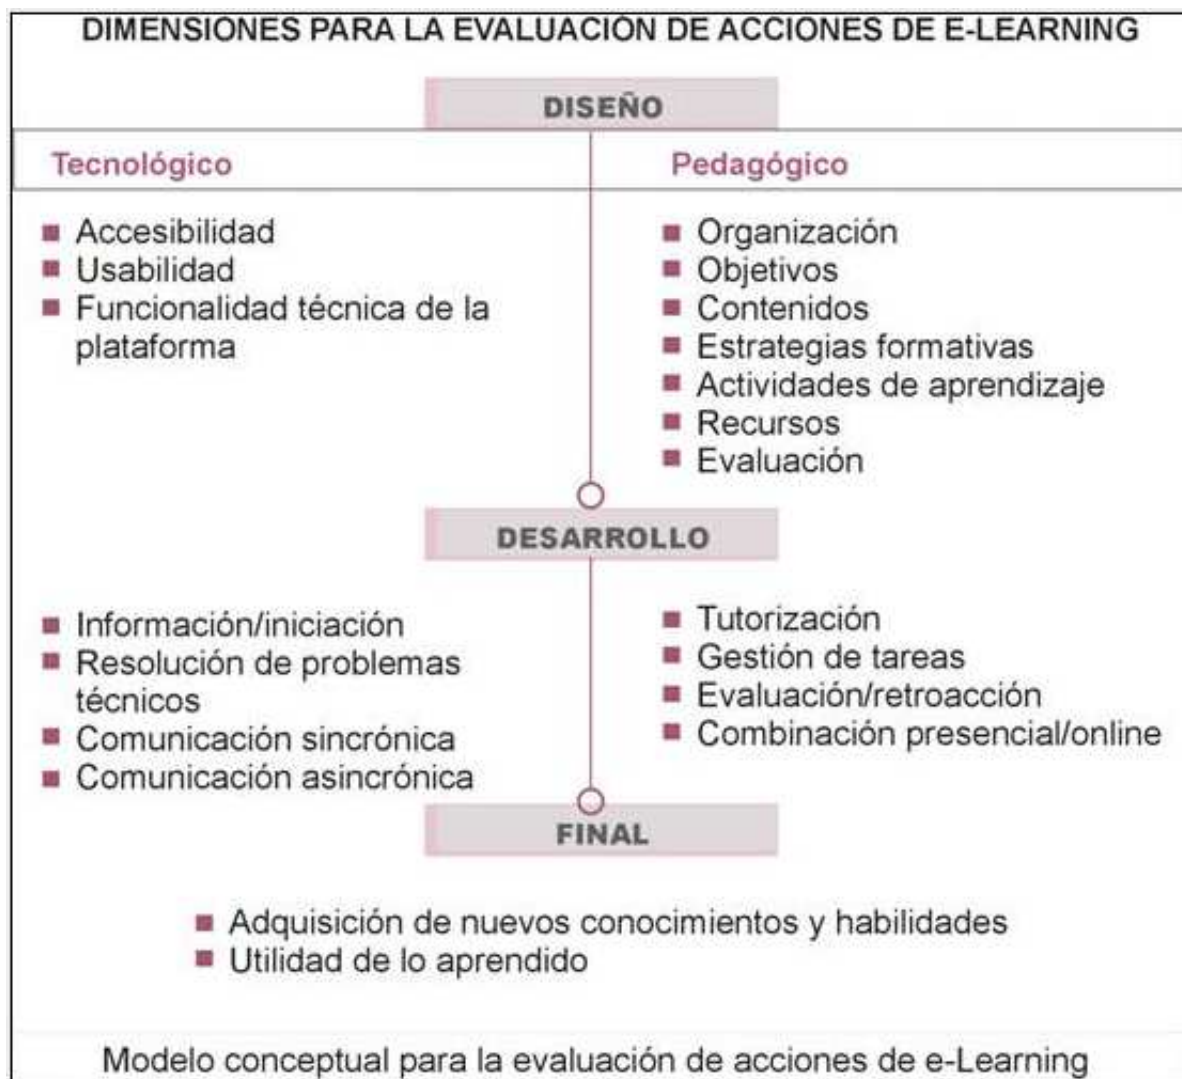 DIMENSIONES PARA LA EVALUACIÓN DE ACCIONES DE E-LEARNING
DISEÑO
Tecnológico
Pedagógico
Accesibilidad
Usabilidad
Funcionalidad técnica de la
plataforma
Organización
Objetivos
Contenidos
Estrategias formativas
Actividades de aprendizaje
Recursos
Evaluación
DESARROLLO
Información/iniciación
Resolución de problemas
técnicos
Comunicación sincrónica
Comunicación asincrónica
Tutorización
Gestión de tareas
Evaluación/retroacción
Combinación presencial/online
FINAL
Adquisición de nuevos conocimientos y habilidades
Utilidad de lo aprendido
Modelo conceptual para la evaluación de acciones de e-Learning